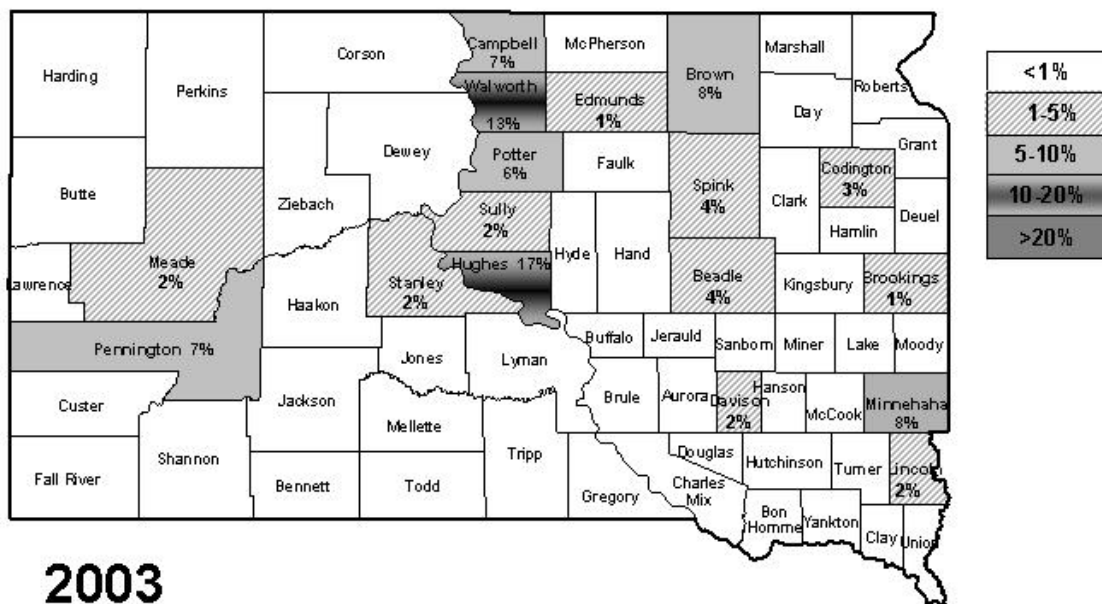 Harding
Perkins
Corson
Campbell
7%
McPherson
Brown
8%
Marshall
Roberts
Walworth
13%
Edmunds
1%
Day
Grant
Butte
Ziebach
Dewey
Potter
6%
Faulk
Spink
4%
Clark
Codington
3%
Hamlin
Deuel
Lawrence
Meade
2%
Haakon
Stanley
2%
Sully
2%
Hughes 17%
Hyde
Hand
Beadle
4%
Kingsbury
Brookings
1%
Pennington 7%
Jones
Lyman
Buffalo
Jerauld
Sanborn
Miner
Lake
Moody
Custer
Jackson
Mellette
Brule
Aurora
Davison
2%
Hanson
McCook
Minnehaha
8%
Fall River
Shannon
Bennett
Todd
Tripp
Gregory
Douglas
Charles
Mix
Hutchinson
Turner
Lincoln
2%
Bon
Homme
Yankton
Clay
Union
<1%
1-5%
5-10%
10-20%
>20%
2003